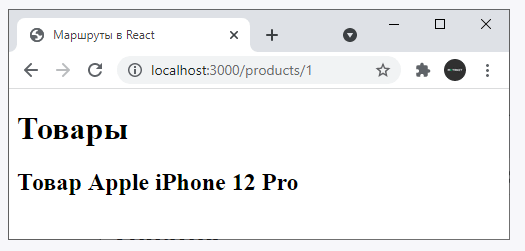 Маршруты в React
localhost:3000/products/1
Товары
Товар Apple iPhone 12 Pro